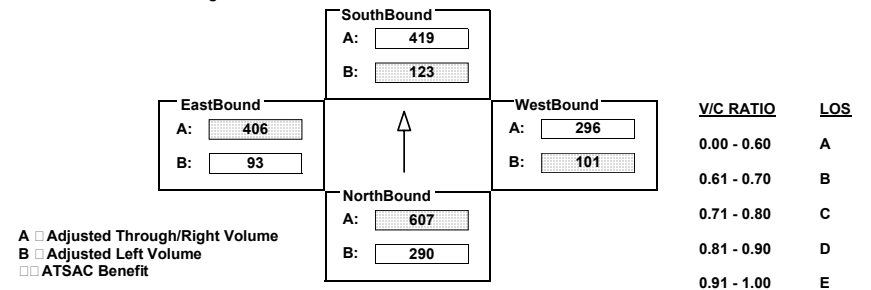 SouthBound
A: 419
B: 123
EastBound
A: 406
B: 93
WestBound
A: 296
B: 101
NorthBound
A: 607
B: 290
A □ Adjusted Through/Right Volume
B □ Adjusted Left Volume
□□ ATSAC Benefit
V/C RATIO LOS
0.00 - 0.60 A
0.61 - 0.70 B
0.71 - 0.80 C
0.81 - 0.90 D
0.91 - 1.00 E